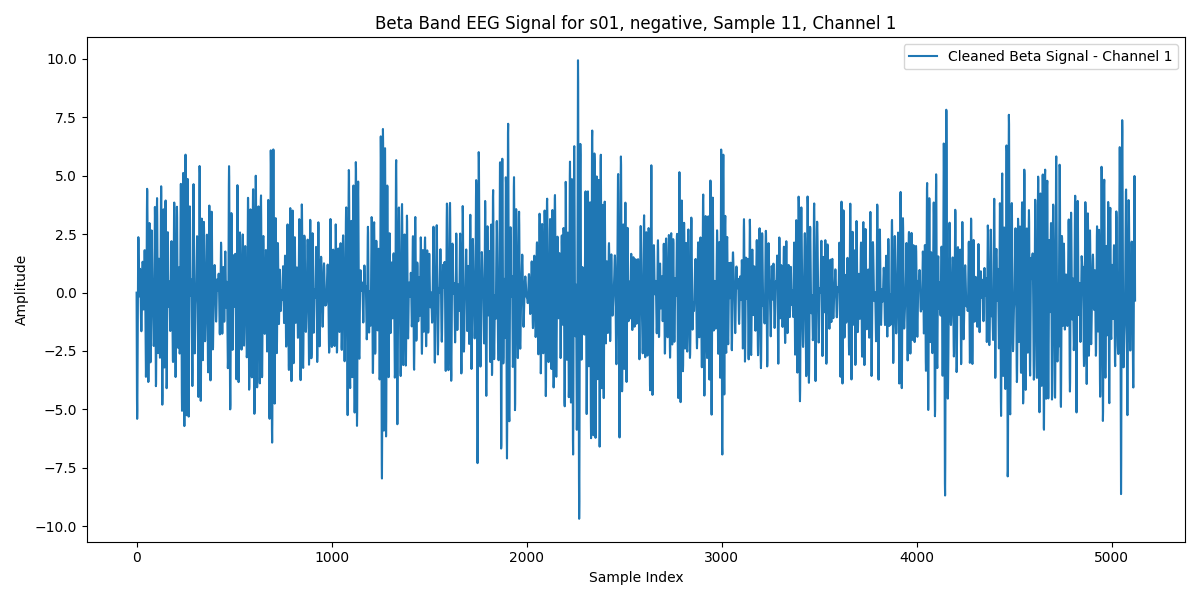 Beta Band EEG Signal for s01, negative, Sample 11, Channel 1
Cleaned Beta Signal - Channel 1
Amplitude
10.0
7.5
5.0
2.5
0.0
−2.5
−5.0
−7.5
−10.0
0 1000 2000 3000 4000 5000
Sample Index